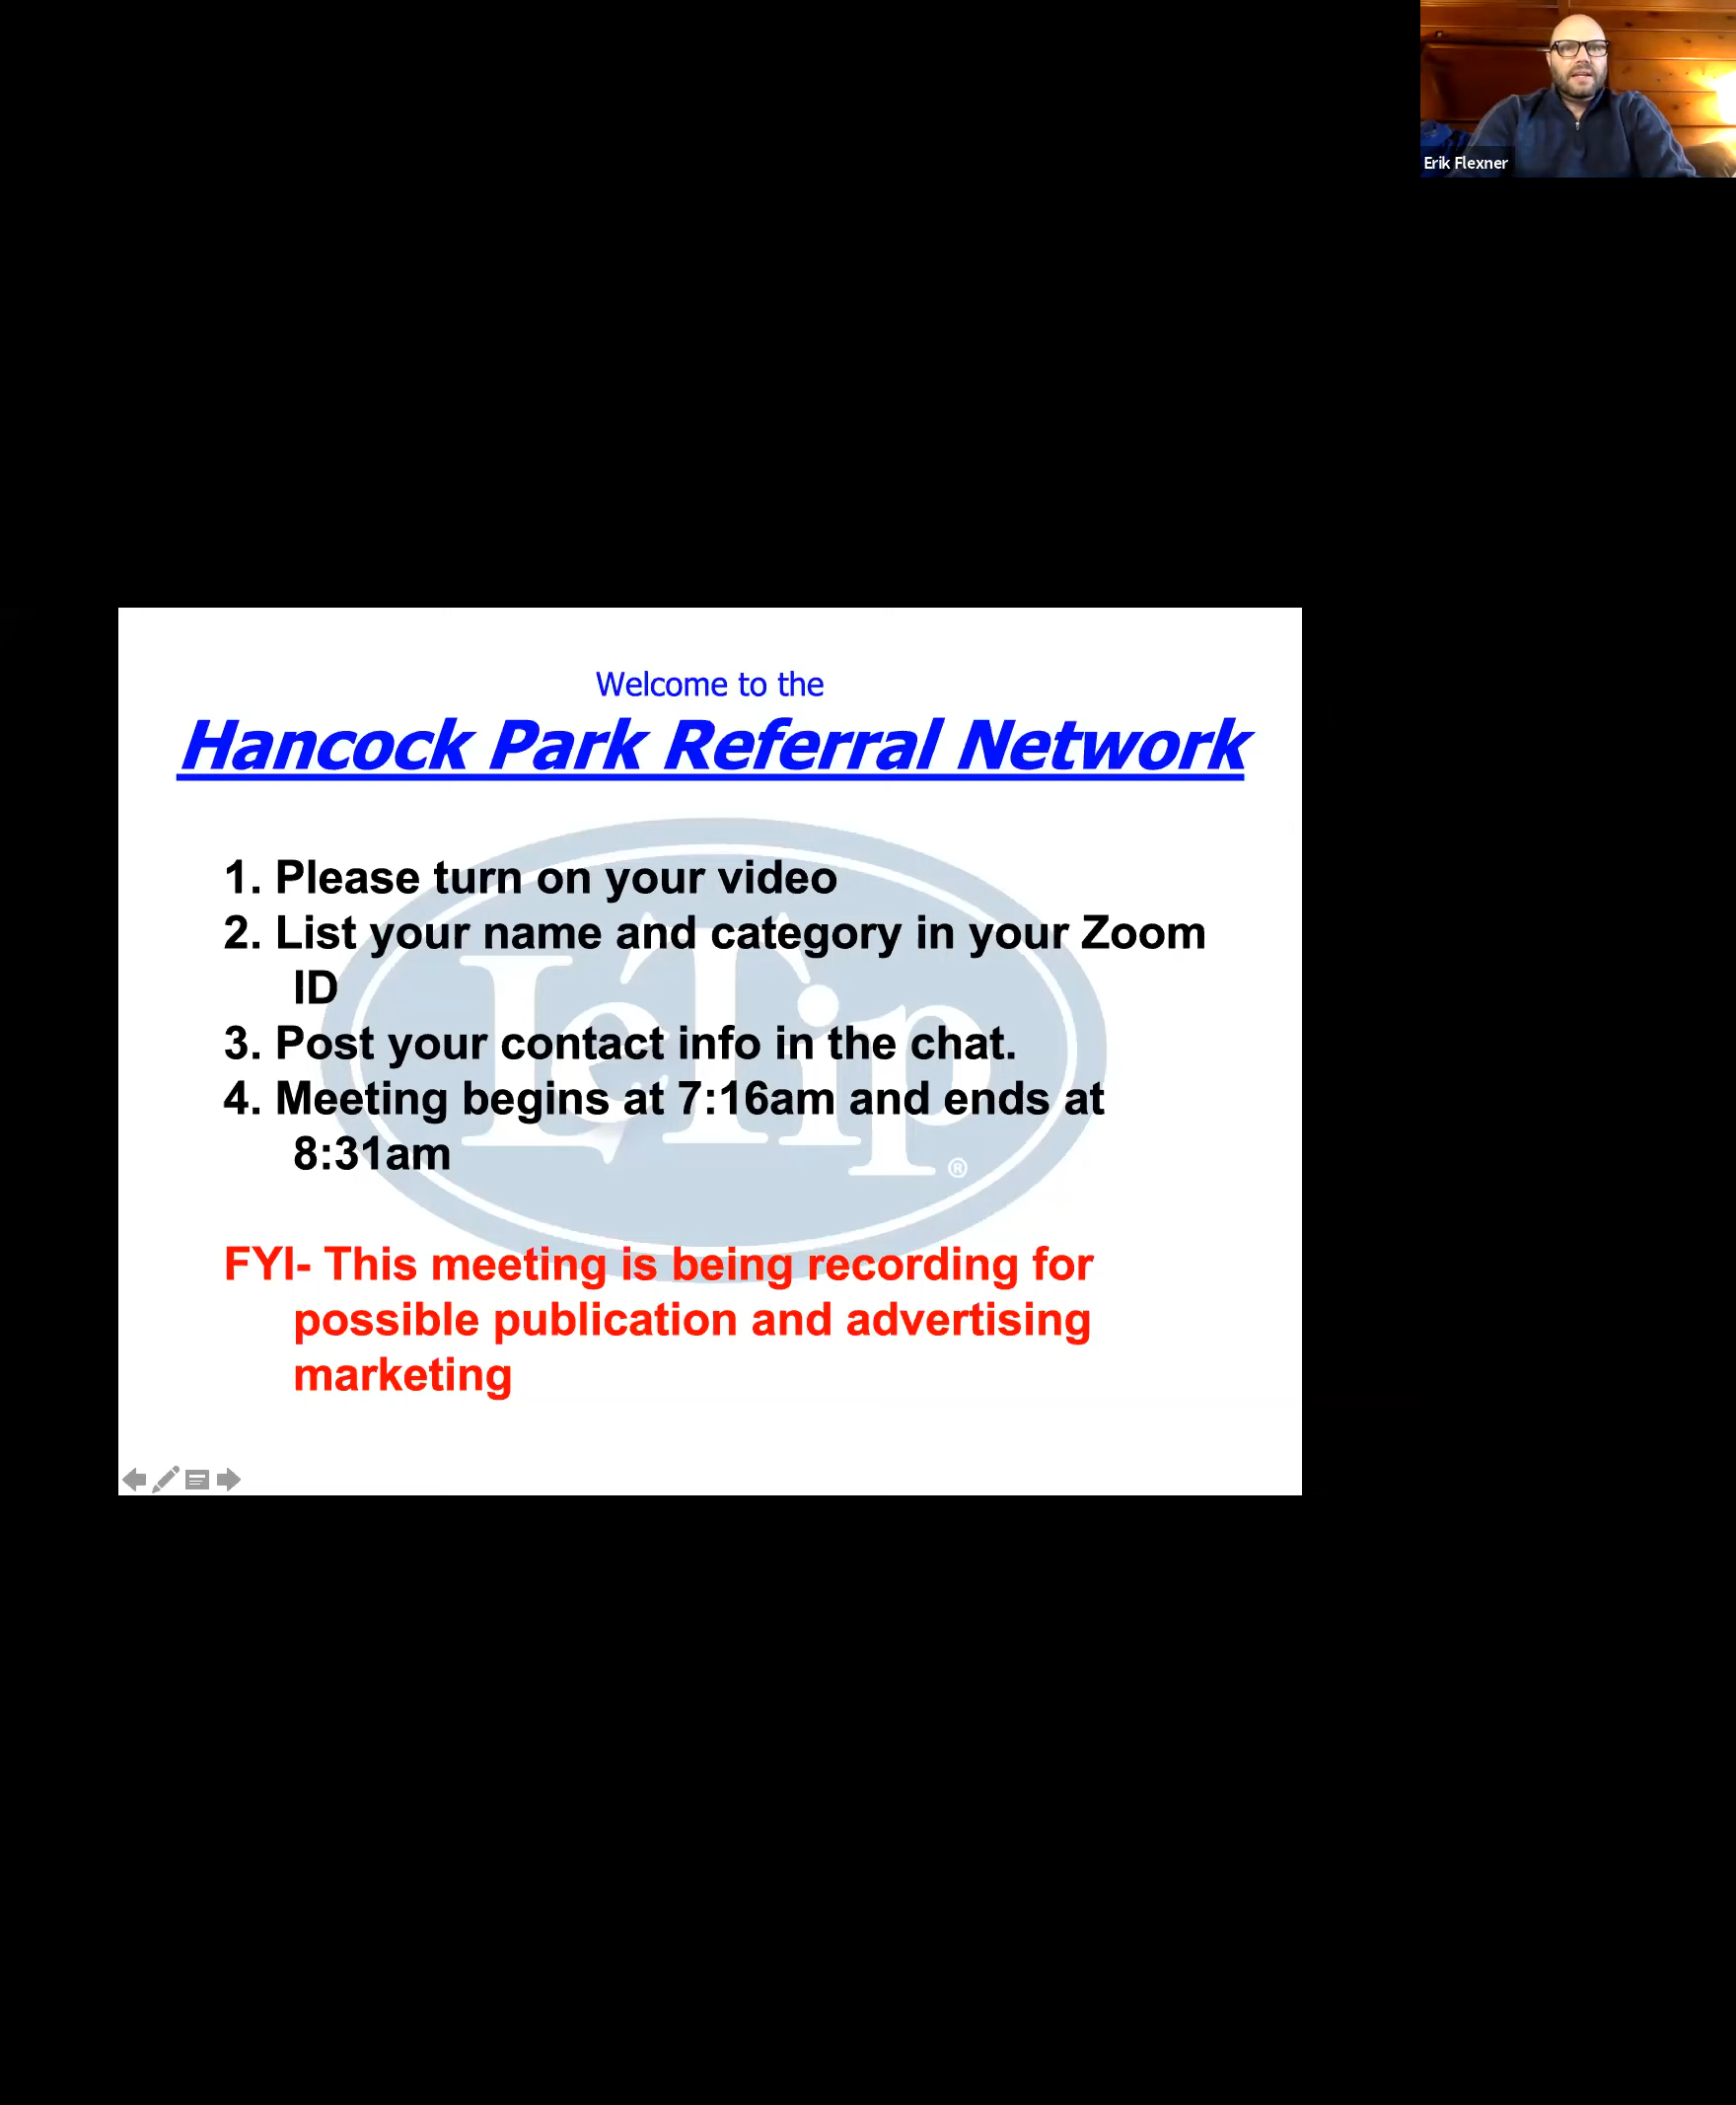 Erik Flexner
Welcome to the
Hancock Park Referral Network
1. Please turn on your video
2. List your name and category in your Zoom
ID
3. Post your contact info in the chat.
4. Meeting begins at 7:16am and ends at
8:31am
LeTip®
FYI- This meeting is being recording for
possible publication and advertising
marketing